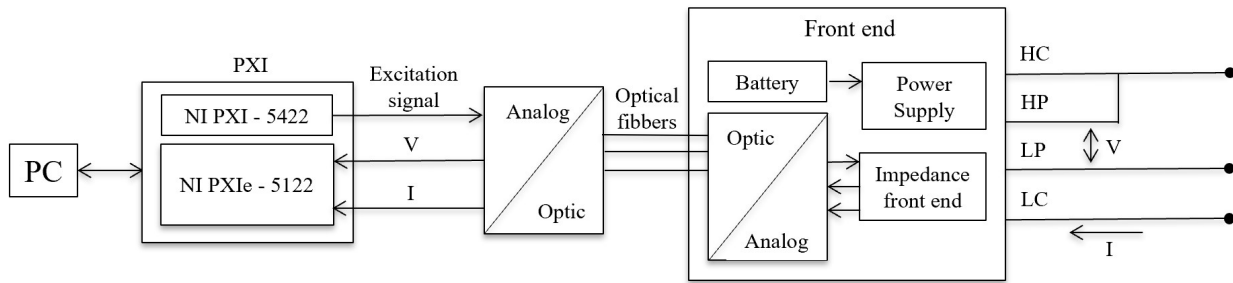 PC
PXI
NI PXI - 5422
NI PXIe - 5122
Excitation
signal
V
I
Analog
Optic
Optical
fibbers
Front end
Battery
Power
Supply
Optic
Analog
Impedance
front end
HC
HP
LP
V
LC
I